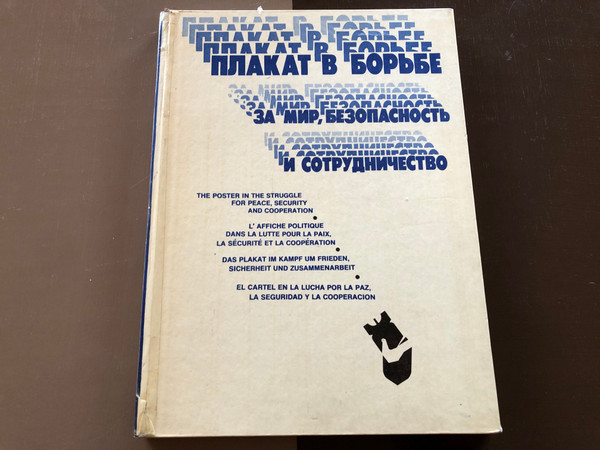 ПЛАКАТ В БОРЬБЕ
ЗА МИР, БЕЗОПАСНОСТЬ
И СОТРУДНИЧЕСТВО
THE POSTER IN THE STRUGGLE
FOR PEACE, SECURITY
AND COOPERATION
L' AFFICHE POLITIQUE
DANS LA LUTTE POUR LA PAIX,
LA SÉCURITÉ ET LA COOPÉRATION
DAS PLAKAT IM KAMPF UM FRIEDEN,
SICHERHEIT UND ZUSAMMENARBEIT
EL CARTEL EN LA LUCHA POR LA PAZ,
LA SEGURIDAD Y LA COOPERACION